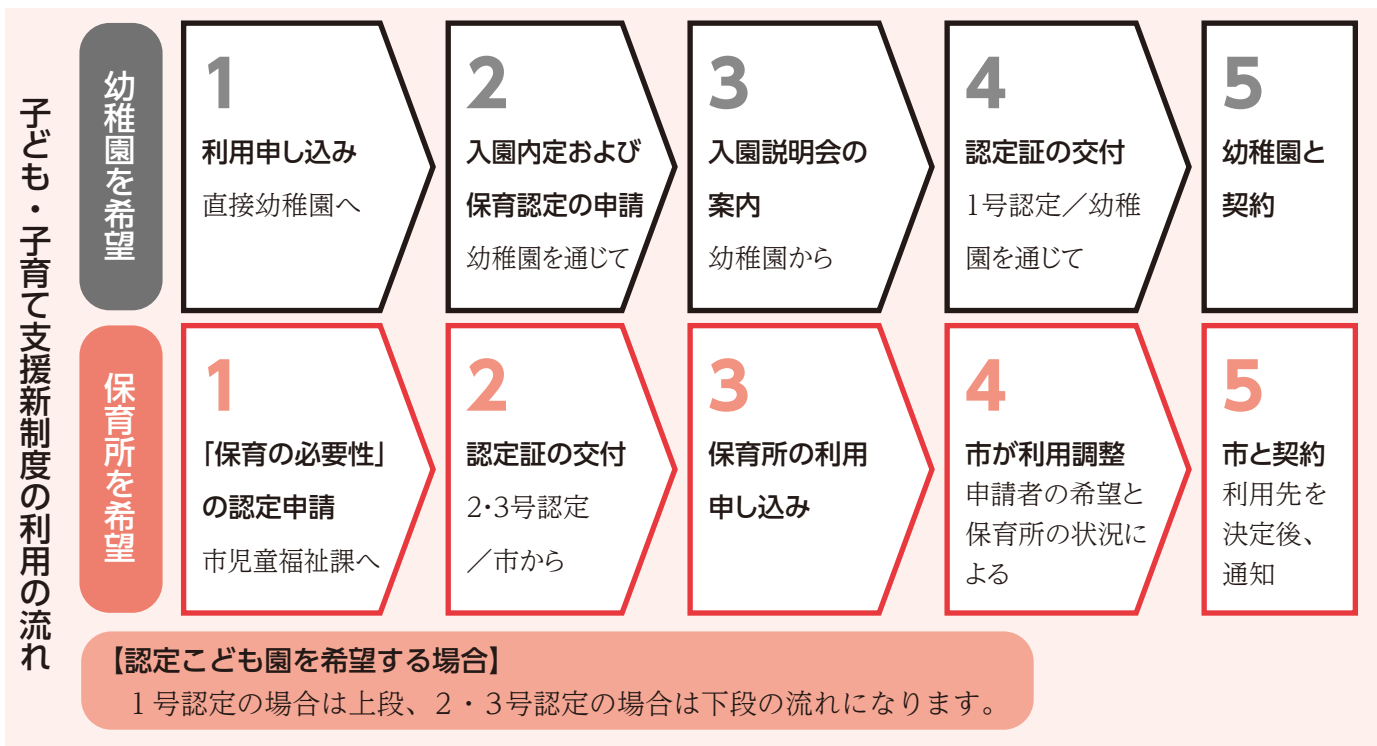 子ども・子育て支援新制度の利用の流れ
幼稚園を希望
1
利用申し込み
直接幼稚園へ
2
入園内定および
保育認定の申請
幼稚園を通じて
3
入園説明会の
案内
幼稚園から
4
認定証の交付
1号認定／幼稚
園を通じて
5
幼稚園と
契約
保育所を希望
1
「保育の必要性」
の認定申請
市児童福祉課へ
2
認定証の交付
2・3号認定
／市から
3
保育所の利用
申し込み
4
市が利用調整
申請者の希望と
保育所の状況に
よる
5
市と契約
利用先を
決定後、
通知
【認定こども園を希望する場合】
1号認定の場合は上段、2・3号認定の場合は下段の流れになります。